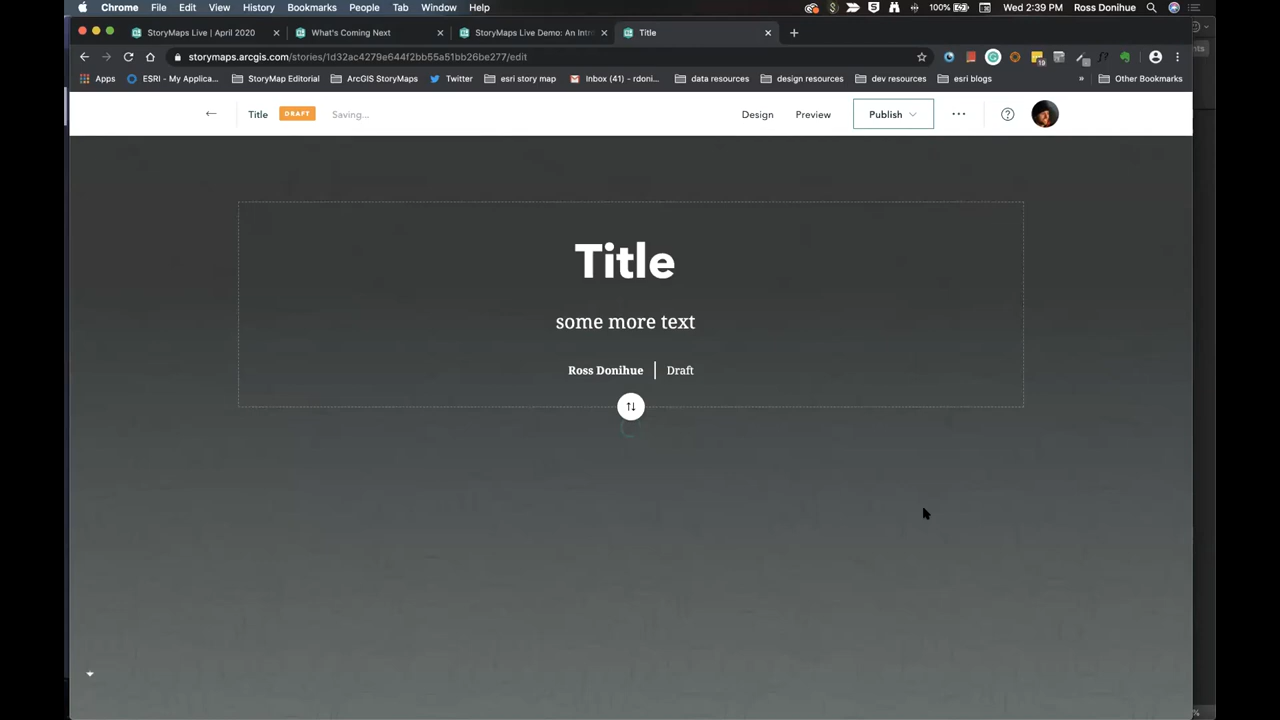 Chrome File Edit View History Bookmarks People Tab Window Help 100% Wed 2:39 PM Ross Donihue
StoryMaps Live | April 2020 What's Coming Next StoryMaps Live Demo: An Intr Title
storymaps.arcgis.com/stories/1d32ac4279e644f2bb55a51bb26be277/edit
Apps ESRI - My Applica... StoryMap Editorial ArcGIS StoryMaps Twitter esri story map Inbox (41) - rdoni... data resources design resources dev resources esri blogs » Other Bookmarks
Title DRAFT Saving... Design Preview Publish
Title
some more text
Ross Donihue Draft